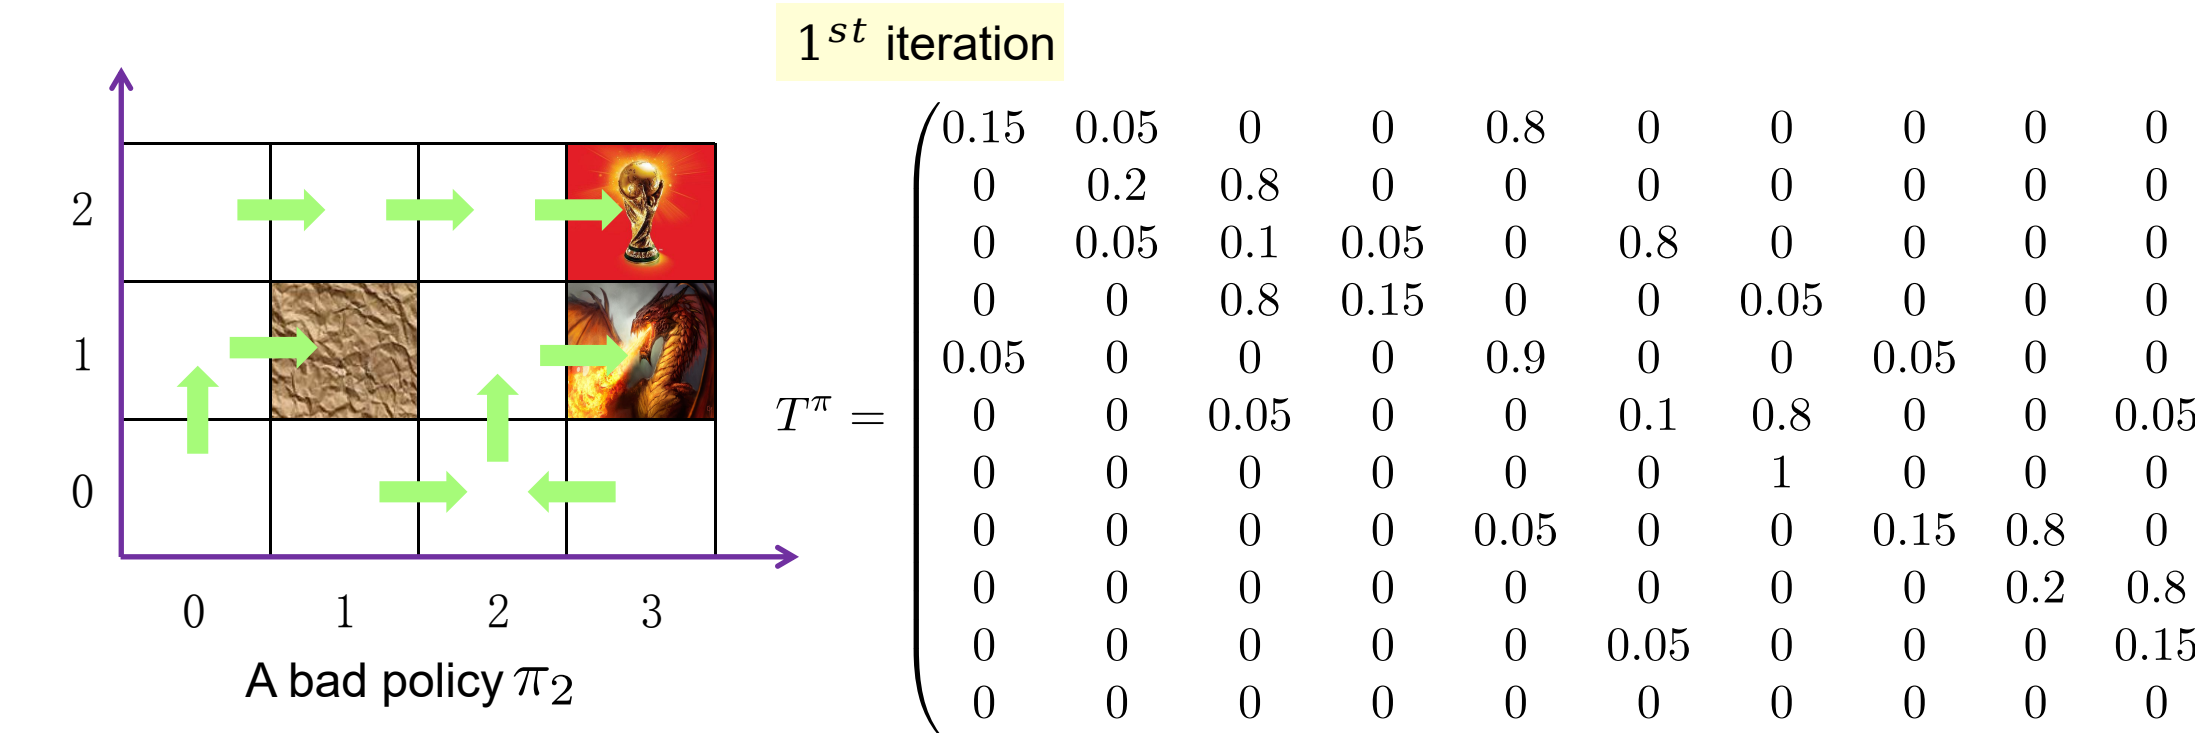 1^{st} iteration
2
1
0
0 1 2 3
A bad policy π_2
T^π =
0.15 0.05 0 0 0.8 0 0 0 0 0
0 0.2 0.8 0 0 0 0 0 0 0
0 0.05 0.1 0.05 0 0.8 0 0 0 0
0 0 0.8 0.15 0 0 0.05 0 0 0
0.05 0 0 0 0.9 0 0 0.05 0 0
0 0 0.05 0 0 0.1 0.8 0 0 0.05
0 0 0 0 0 0 1 0 0 0
0 0 0 0 0.05 0 0 0.15 0.8 0
0 0 0 0 0 0 0 0 0.2 0.8
0 0 0 0 0 0.05 0 0 0 0.15
0 0 0 0 0 0 0 0 0 0